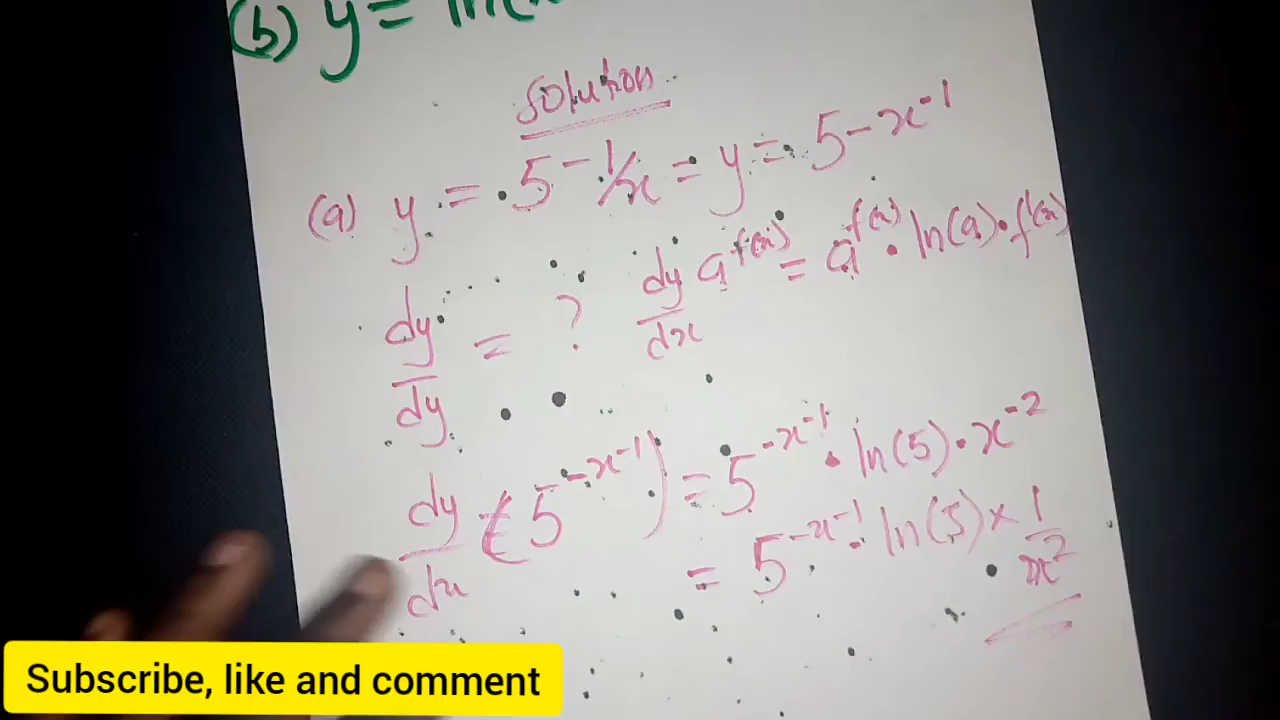 (b) y = ln(x
Solution
(a) y = 5^{-1/x} = y = 5^{-x^{-1}}
dy/dy = ? dy/dx a^{f(x)} = a^{f(x)} · ln(a) · f'(x)
dy/dx (5^{-x^{-1}}) = 5^{-x^{-1}} · ln(5) · x^{-2}
= 5^{-x^{-1}} · ln(5) × 1/x^2
Subscribe, like and comment